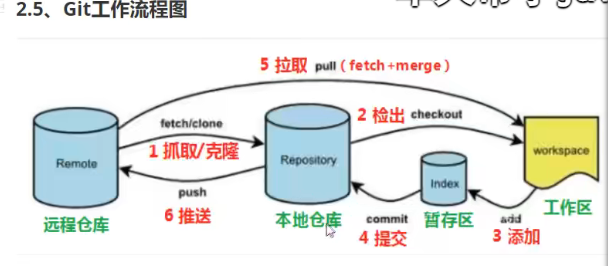 2.5、Git工作流程图
5 拉取 pull（fetch+merge）
fetch/clone
2 检出 checkout
1 抓取/克隆
Remote
Repository
workspace
Index
push
6 推送
远程仓库
本地仓库
commit
4 提交
暂存区
add
3 添加
工作区